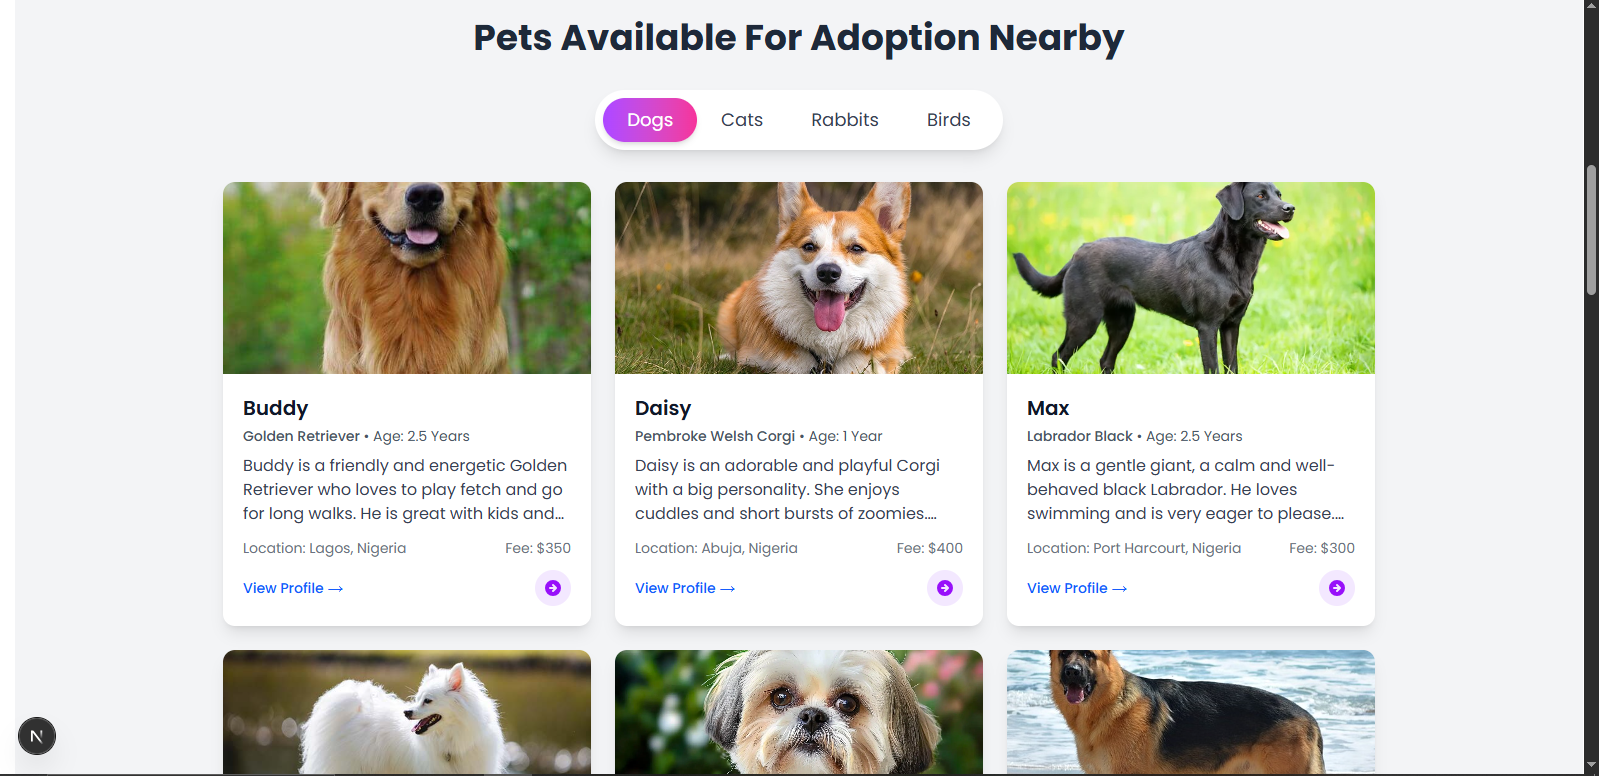 Pets Available For Adoption Nearby
Dogs
Cats
Rabbits
Birds
Buddy
Golden Retriever • Age: 2.5 Years
Buddy is a friendly and energetic Golden
Retriever who loves to play fetch and go
for long walks. He is great with kids and...
Location: Lagos, Nigeria
Fee: $350
View Profile →
Daisy
Pembroke Welsh Corgi • Age: 1 Year
Daisy is an adorable and playful Corgi
with a big personality. She enjoys
cuddles and short bursts of zoomies....
Location: Abuja, Nigeria
Fee: $400
View Profile →
Max
Labrador Black • Age: 2.5 Years
Max is a gentle giant, a calm and well-
behaved black Labrador. He loves
swimming and is very eager to please....
Location: Port Harcourt, Nigeria
Fee: $300
View Profile →
N